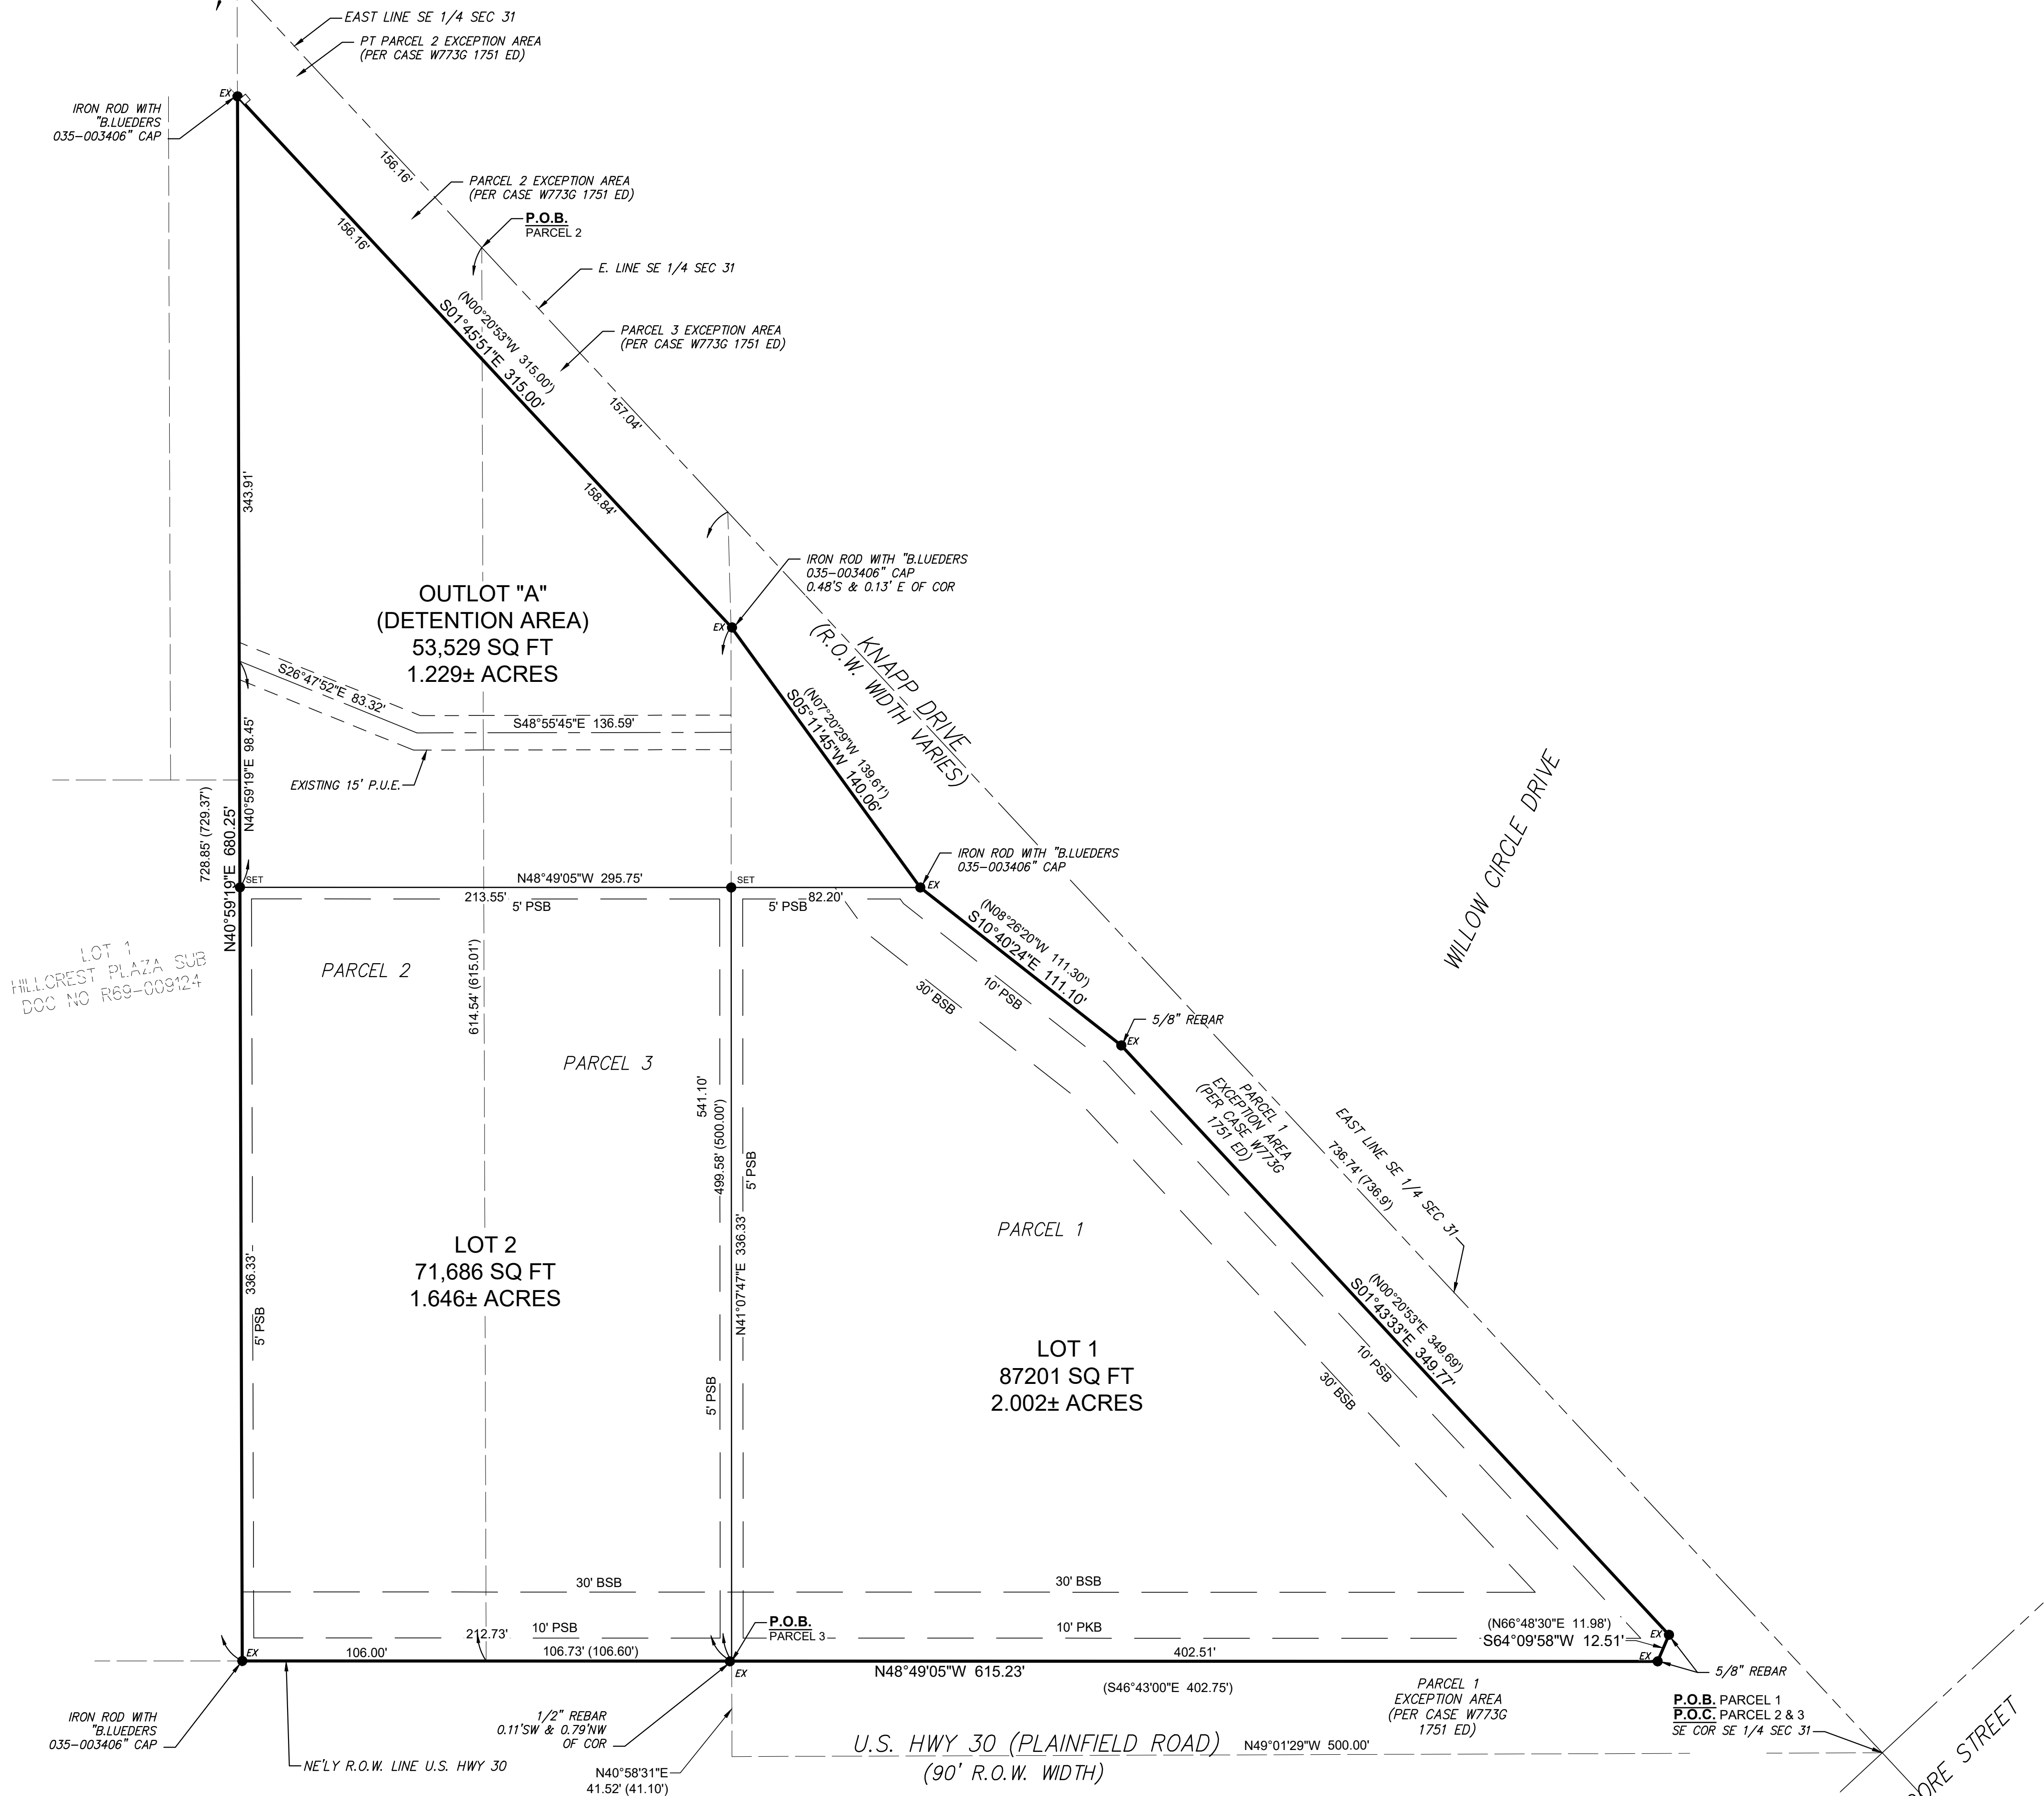 EAST LINE SE 1/4 SEC 31
PT PARCEL 2 EXCEPTION AREA
(PER CASE W773G 1751 ED)
EX
IRON ROD WITH
"B.LUEDERS
035-003406" CAP
156.16'
PARCEL 2 EXCEPTION AREA
(PER CASE W773G 1751 ED)
P.O.B.
PARCEL 2
156.16'
E. LINE SE 1/4 SEC 31
(N00°20'53"W 315.00')
S01°45'51"E 315.00'
PARCEL 3 EXCEPTION AREA
(PER CASE W773G 1751 ED)
157.04'
343.91'
158.84'
IRON ROD WITH "B.LUEDERS
035-003406" CAP
0.48'S & 0.13' E OF COR
EX
OUTLOT "A"
(DETENTION AREA)
53,529 SQ FT
1.229± ACRES
KNAPP DRIVE
(R.O.W. WIDTH VARIES)
S26°47'52"E 83.32'
S48°55'45"E 136.59'
(N07°20'29"W 139.61')
S05°11'45"W 140.06'
N40°59'19"E 98.45'
EXISTING 15' P.U.E.
WILLOW CIRCLE DRIVE
728.85' (729.37')
N40°59'19"E 680.25'
IRON ROD WITH "B.LUEDERS
035-003406" CAP
SET
N48°49'05"W 295.75'
SET
EX
213.55'
5' PSB
82.20'
5' PSB
(N08°26'20"W 111.30')
S10°40'24"E 111.10'
LOT 1
HILLCREST PLAZA SUB
DOC NO R69-009124
PARCEL 2
614.54' (615.01')
30' BSB
10' PSB
5/8" REBAR
EX
PARCEL 3
541.10'
499.58' (500.00')
PARCEL 1
EXCEPTION AREA
(PER CASE W773G
1751 ED)
EAST LINE SE 1/4 SEC 31
736.74' (736.9')
5' PSB
PARCEL 1
336.33'
N41°07'47"E 336.33'
LOT 2
71,686 SQ FT
1.646± ACRES
5' PSB
5' PSB
LOT 1
87201 SQ FT
2.002± ACRES
(N00°20'53"E 349.69')
S01°43'33"E 349.77'
10' PSB
30' BSB
30' BSB
30' BSB
P.O.B.
PARCEL 3
212.73'
10' PSB
10' PKB
(N66°48'30"E 11.98')
S64°09'58"W 12.51'
EX
EX
106.00'
106.73' (106.60')
EX
402.51'
EX
N48°49'05"W 615.23'
5/8" REBAR
(S46°43'00"E 402.75')
PARCEL 1
EXCEPTION AREA
(PER CASE W773G
1751 ED)
P.O.B. PARCEL 1
P.O.C. PARCEL 2 & 3
SE COR SE 1/4 SEC 31
IRON ROD WITH
"B.LUEDERS
035-003406" CAP
1/2" REBAR
0.11'SW & 0.79'NW
OF COR
NE'LY R.O.W. LINE U.S. HWY 30
U.S. HWY 30 (PLAINFIELD ROAD)
(90' R.O.W. WIDTH)
N49°01'29"W 500.00'
N40°58'31"E
41.52' (41.10')
ORE STREET